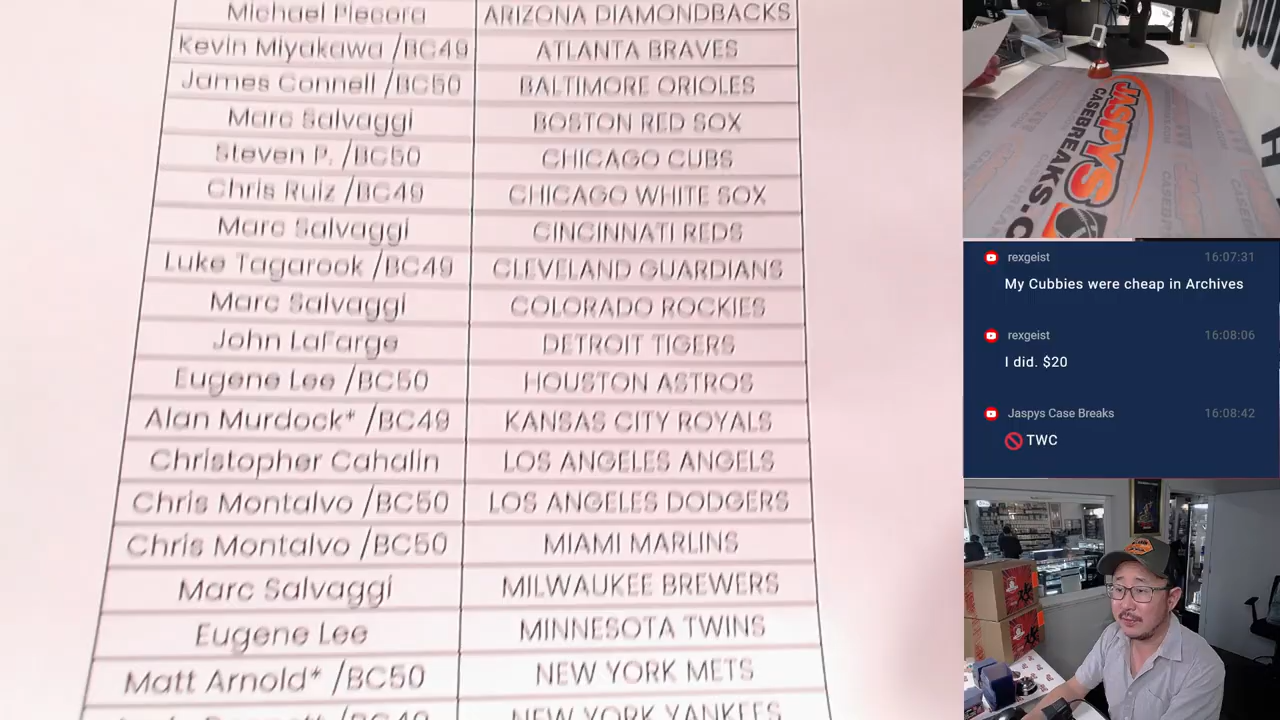 Michael Piecora ARIZONA DIAMONDBACKS
Kevin Miyakawa /BC49 ATLANTA BRAVES
James Connell /BC50 BALTIMORE ORIOLES
Marc Salvaggi BOSTON RED SOX
Steven P. /BC50 CHICAGO CUBS
Chris Ruiz /BC49 CHICAGO WHITE SOX
Marc Salvaggi CINCINNATI REDS
Luke Tagarook /BC49 CLEVELAND GUARDIANS
Marc Salvaggi COLORADO ROCKIES
John LaFarge DETROIT TIGERS
Eugene Lee /BC50 HOUSTON ASTROS
Alan Murdock* /BC49 KANSAS CITY ROYALS
Christopher Cahalin LOS ANGELES ANGELS
Chris Montalvo /BC50 LOS ANGELES DODGERS
Chris Montalvo /BC50 MIAMI MARLINS
Marc Salvaggi MILWAUKEE BREWERS
Eugene Lee MINNESOTA TWINS
Matt Arnold* /BC50 NEW YORK METS
NEW YORK YANKEES
JASPYS
CASEBREAKS.C
rexgeist 16:07:31
My Cubbies were cheap in Archives
rexgeist 16:08:06
I did. $20
Jaspys Case Breaks 16:08:42
🚫 TWC